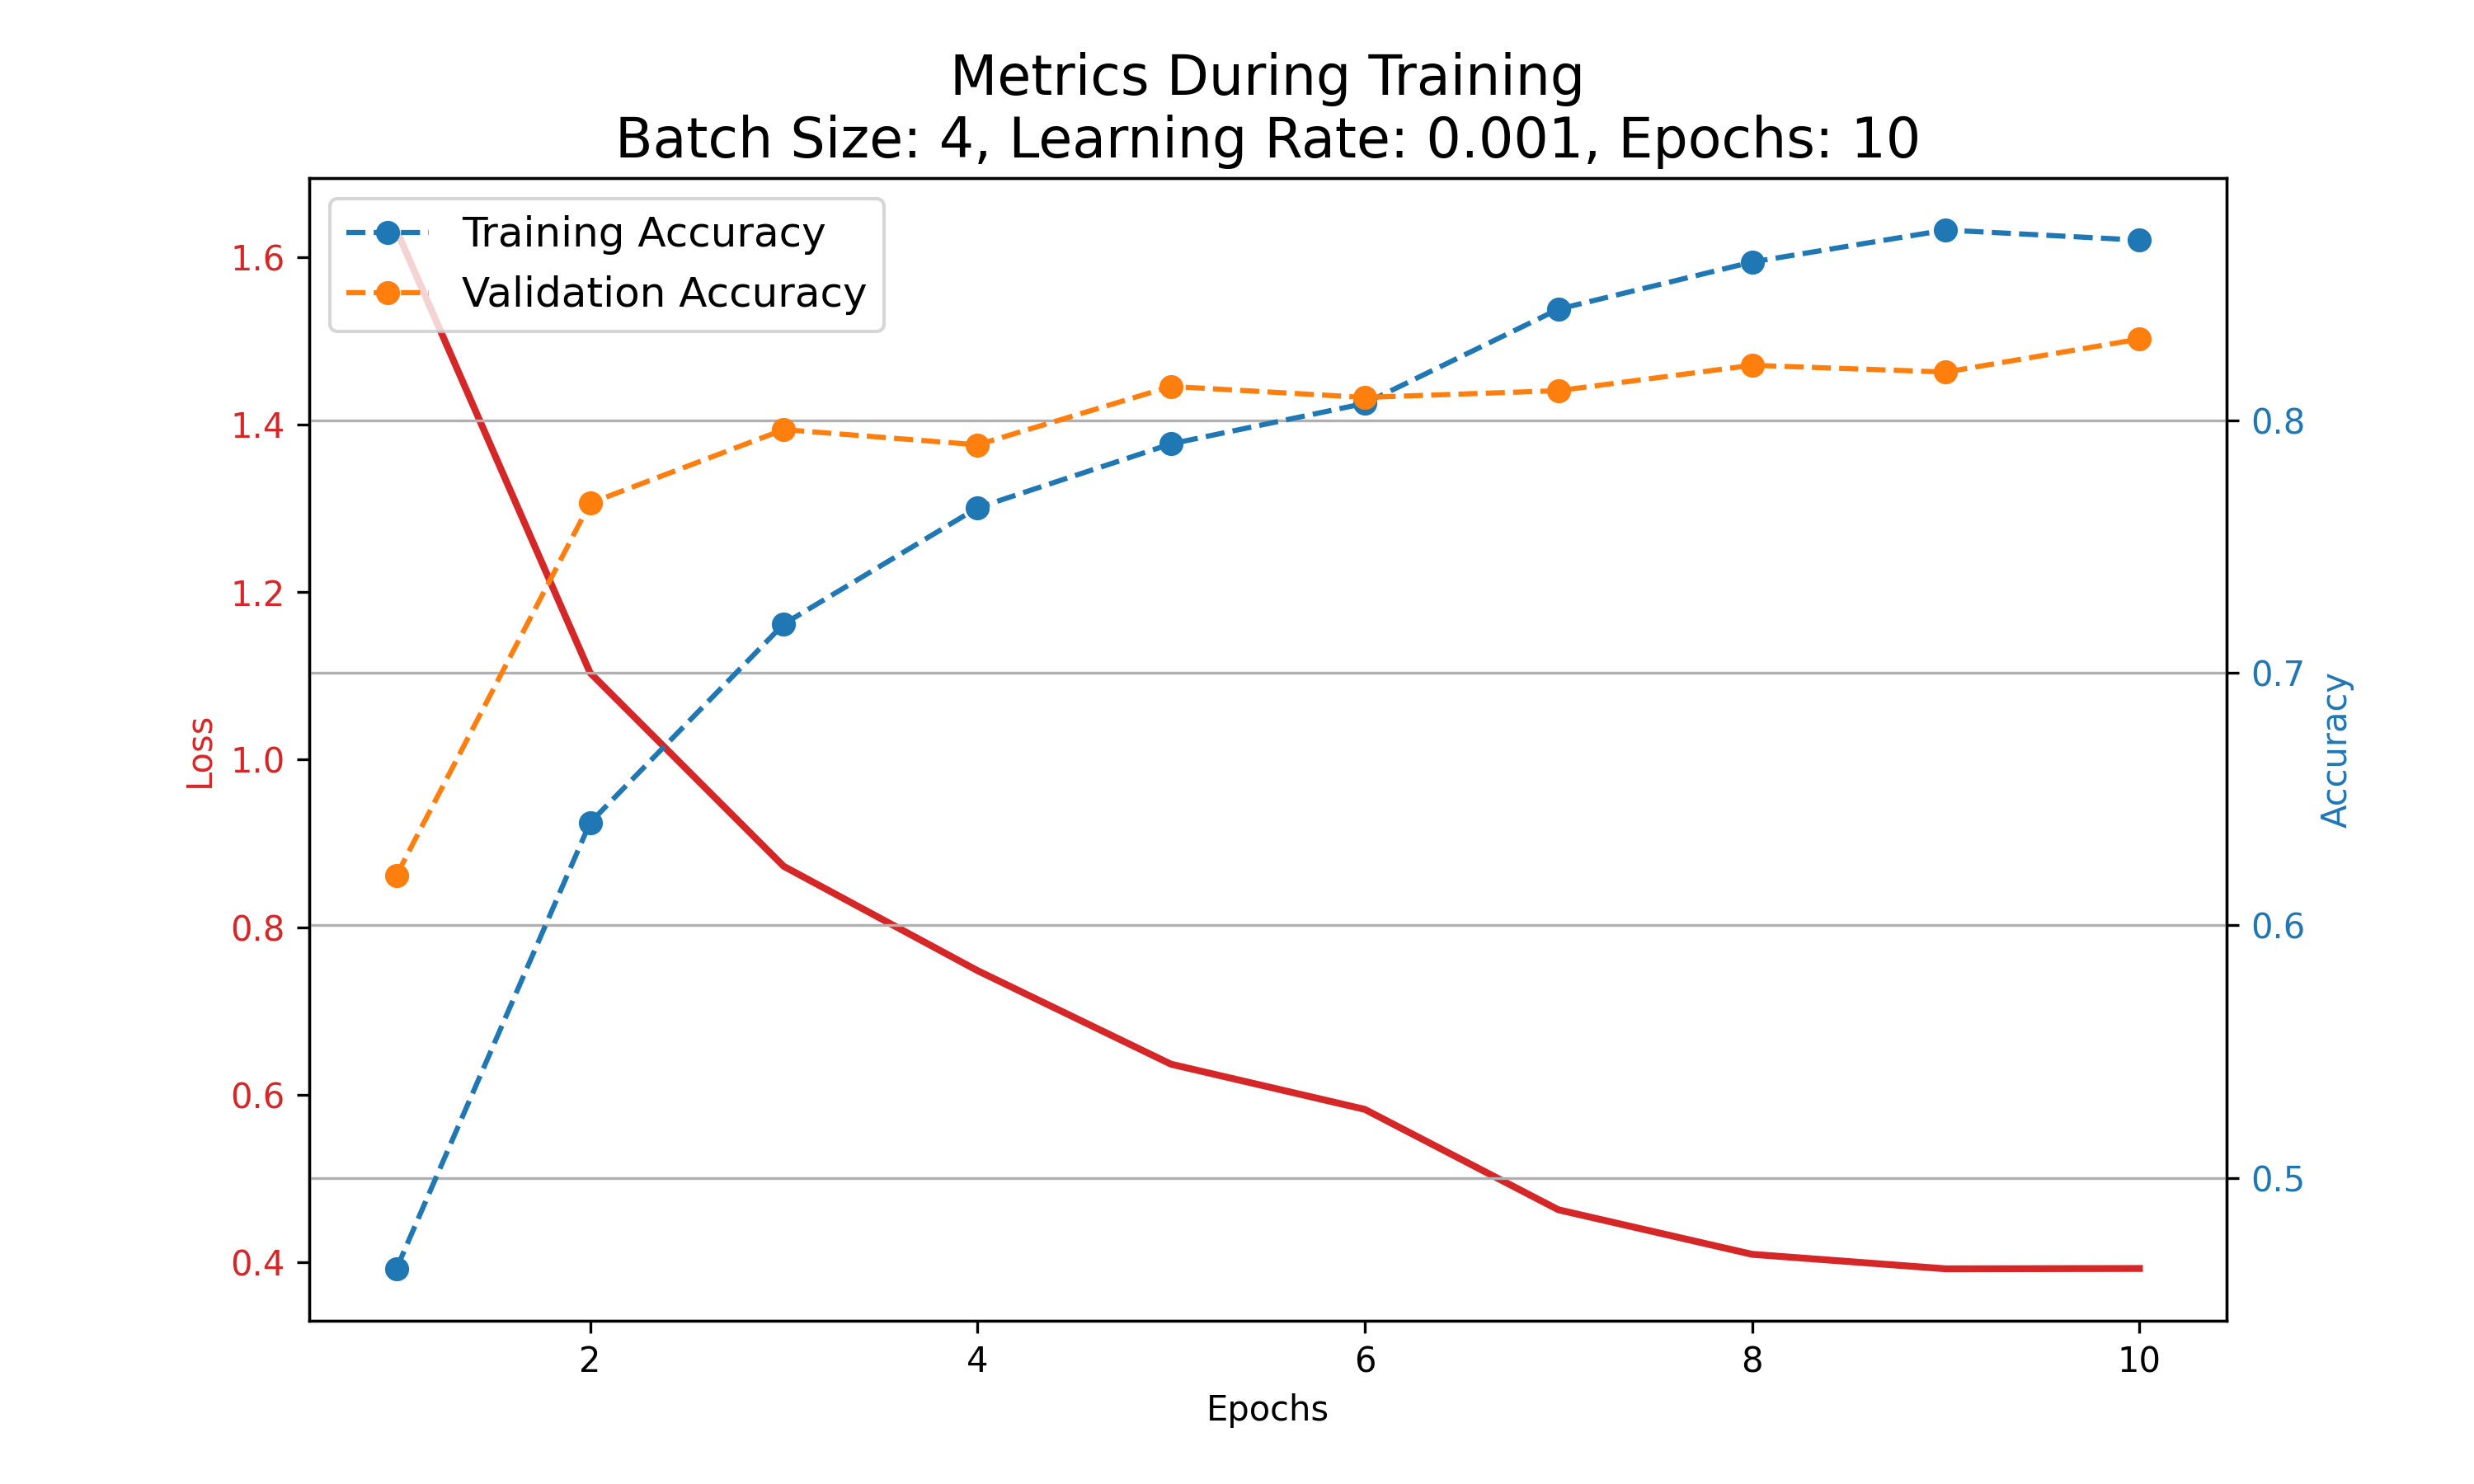 Metrics During Training
Batch Size: 4, Learning Rate: 0.001, Epochs: 10
Training Accuracy
Validation Accuracy
1.6
1.4
1.2
1.0
0.8
0.6
0.4
Loss
0.8
0.7
0.6
0.5
Accuracy
2 4 6 8 10
Epochs